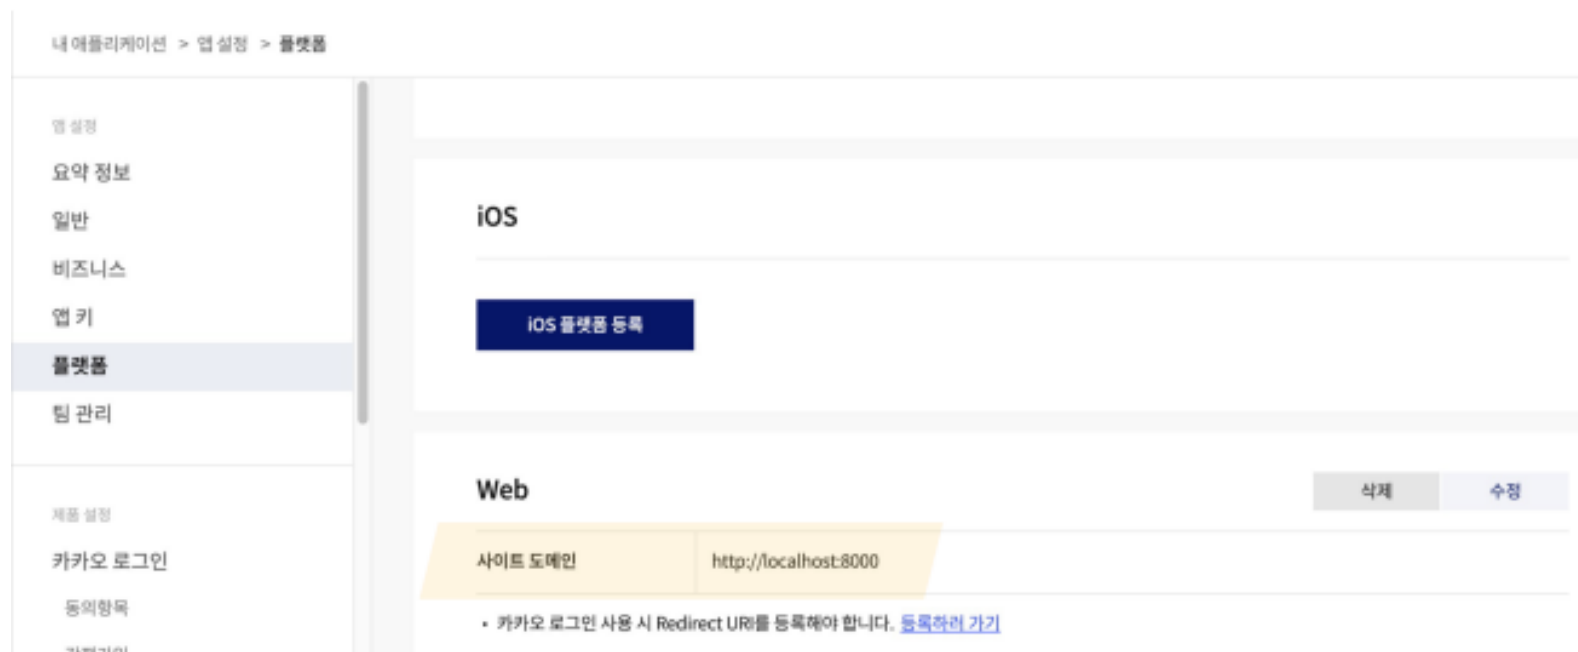 내 애플리케이션 > 앱 설정 > 플랫폼
앱 설정
요약 정보
일반
비즈니스
앱 키
플랫폼
팀 관리
제품 설정
카카오 로그인
동의항목
iOS
iOS 플랫폼 등록
Web
삭제
수정
사이트 도메인
http://localhost:8000
• 카카오 로그인 사용 시 Redirect URI를 등록해야 합니다. 등록하러 가기